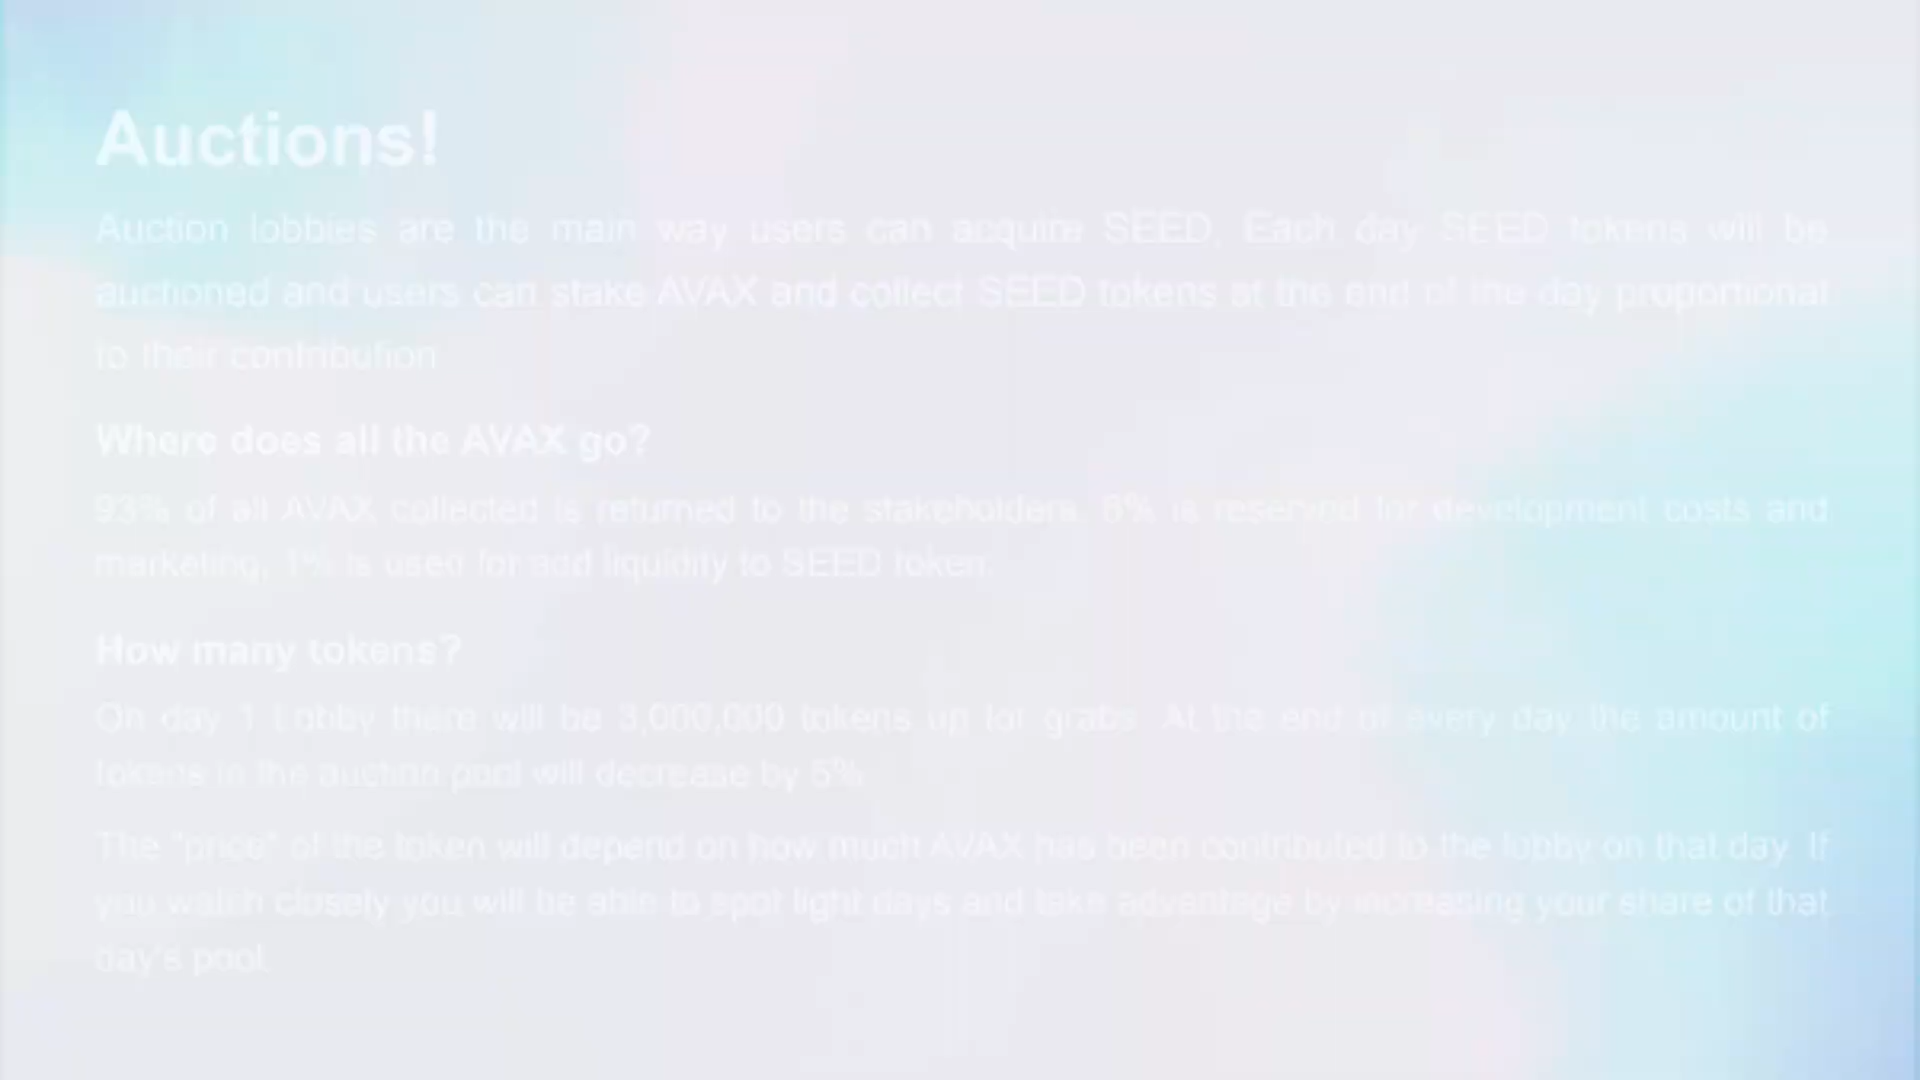 Auctions!
Auction lobbies are the main way users can acquire SEED. Each day SEED tokens will be
auctioned and users can stake AVAX and collect SEED tokens at the end of the day proportional
to their contribution
Where does all the AVAX go?
93% of all AVAX collected is returned to the stakeholders, 6% is reserved for development costs and
marketing, 1% is used for add liquidity to SEED token.
How many tokens?
On day 1 Lobby there will be 3,000,000 tokens up for grabs. At the end of every day the amount of
tokens in the auction pool will decrease by 5%
The "price" of the token will depend on how much AVAX has been contributed to the lobby on that day. If
you watch closely you will be able to spot light days and take advantage by increasing your share of that
day's pool.